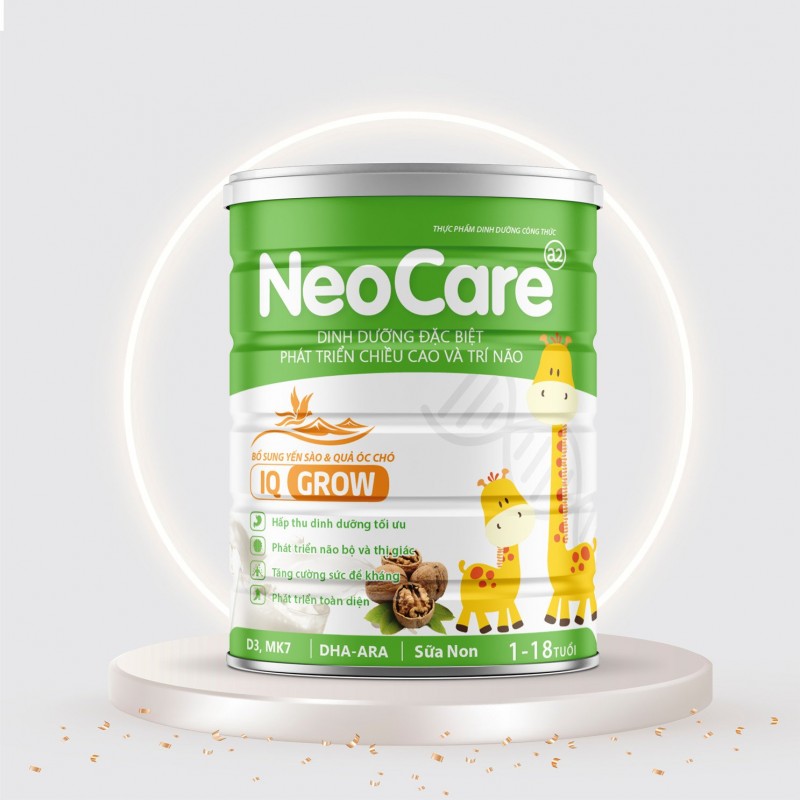 THỰC PHẨM DINH DƯỠNG CÔNG THỨC
NeoCare a2
DINH DƯỠNG ĐẶC BIỆT
PHÁT TRIỂN CHIỀU CAO VÀ TRÍ NÃO
BỔ SUNG YẾN SÀO & QUẢ ÓC CHÓ
IQ GROW
Hấp thu dinh dưỡng tối ưu
Phát triển não bộ và thị giác
Tăng cường sức đề kháng
Phát triển toàn diện
D3, MK7 | DHA-ARA | Sữa Non
1-18 TUỔI